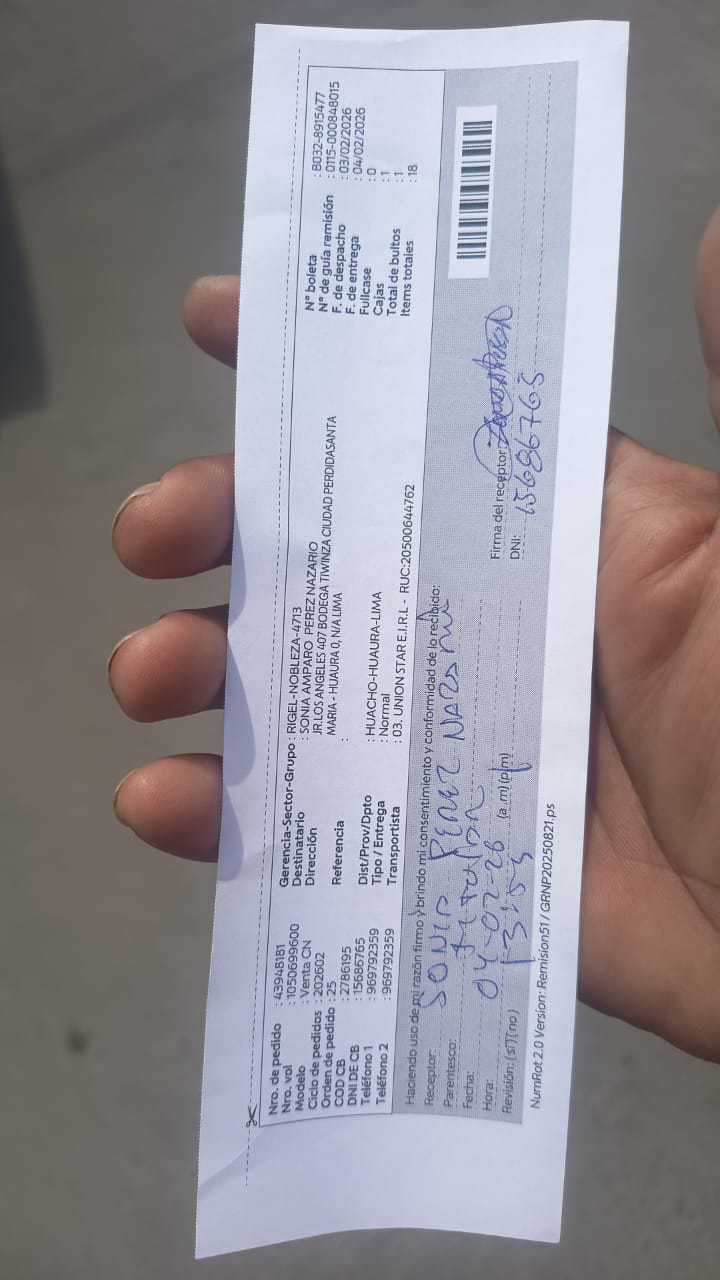 Nro. de pedido : 43948181
Nro. vol : 1050699600
Modelo : Venta CN
Ciclo de pedidos : 202602
Orden de pedido : 25
COD CB : 2786195
DNI DE CB : 15686765
Teléfono 1 : 969792359
Teléfono 2 : 969792359
Gerencia-Sector-Grupo : RIGEL-NOBLEZA-4713
Destinatario : SONIA AMPARO PEREZ NAZARIO
Dirección : JR.LOS ANGELES 407 BODEGA TIWINZA CIUDAD PERDIDASANTA
MARIA - HUAURA 0, N/A LIMA
Referencia :
Dist/Prov/Dpto : HUACHO-HUAURA-LIMA
Tipo / Entrega : Normal
Transportista : 03. UNION STAR E.I.R.L - RUC:20500644762
N° boleta : B032-8915477
N° de guía remisión : 0115-000848015
F. de despacho : 03/02/2026
F. de entrega : 04/02/2026
Fullcase : 0
Cajas : 1
Total de bultos : 1
Items totales : 18
Haciendo uso de mi razón firmo y brindo mi consentimiento y conformidad de lo recibido:
Receptor: SONIA PEREZ NAZARIO
Parentesco: titular
Fecha: 04-02-26
Hora: (a .m) (p.m)
Revisión: (si) (no)
Firma del receptor:
DNI: 15686765
NumRot 2.0 Version: Remision51 / GRNP20250821.ps